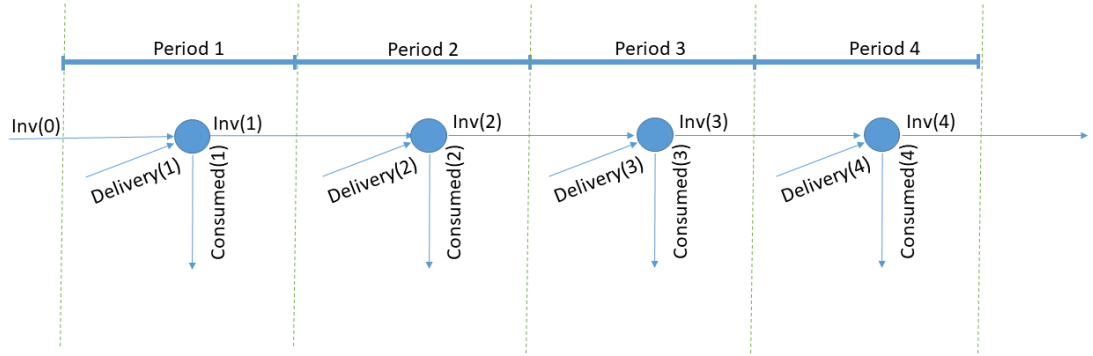 Period 1
Period 2
Period 3
Period 4
Inv(0)
Inv(1)
Inv(2)
Inv(3)
Inv(4)
Delivery(1)
Consumed(1)
Delivery(2)
Consumed(2)
Delivery(3)
Consumed(3)
Delivery(4)
Consumed(4)